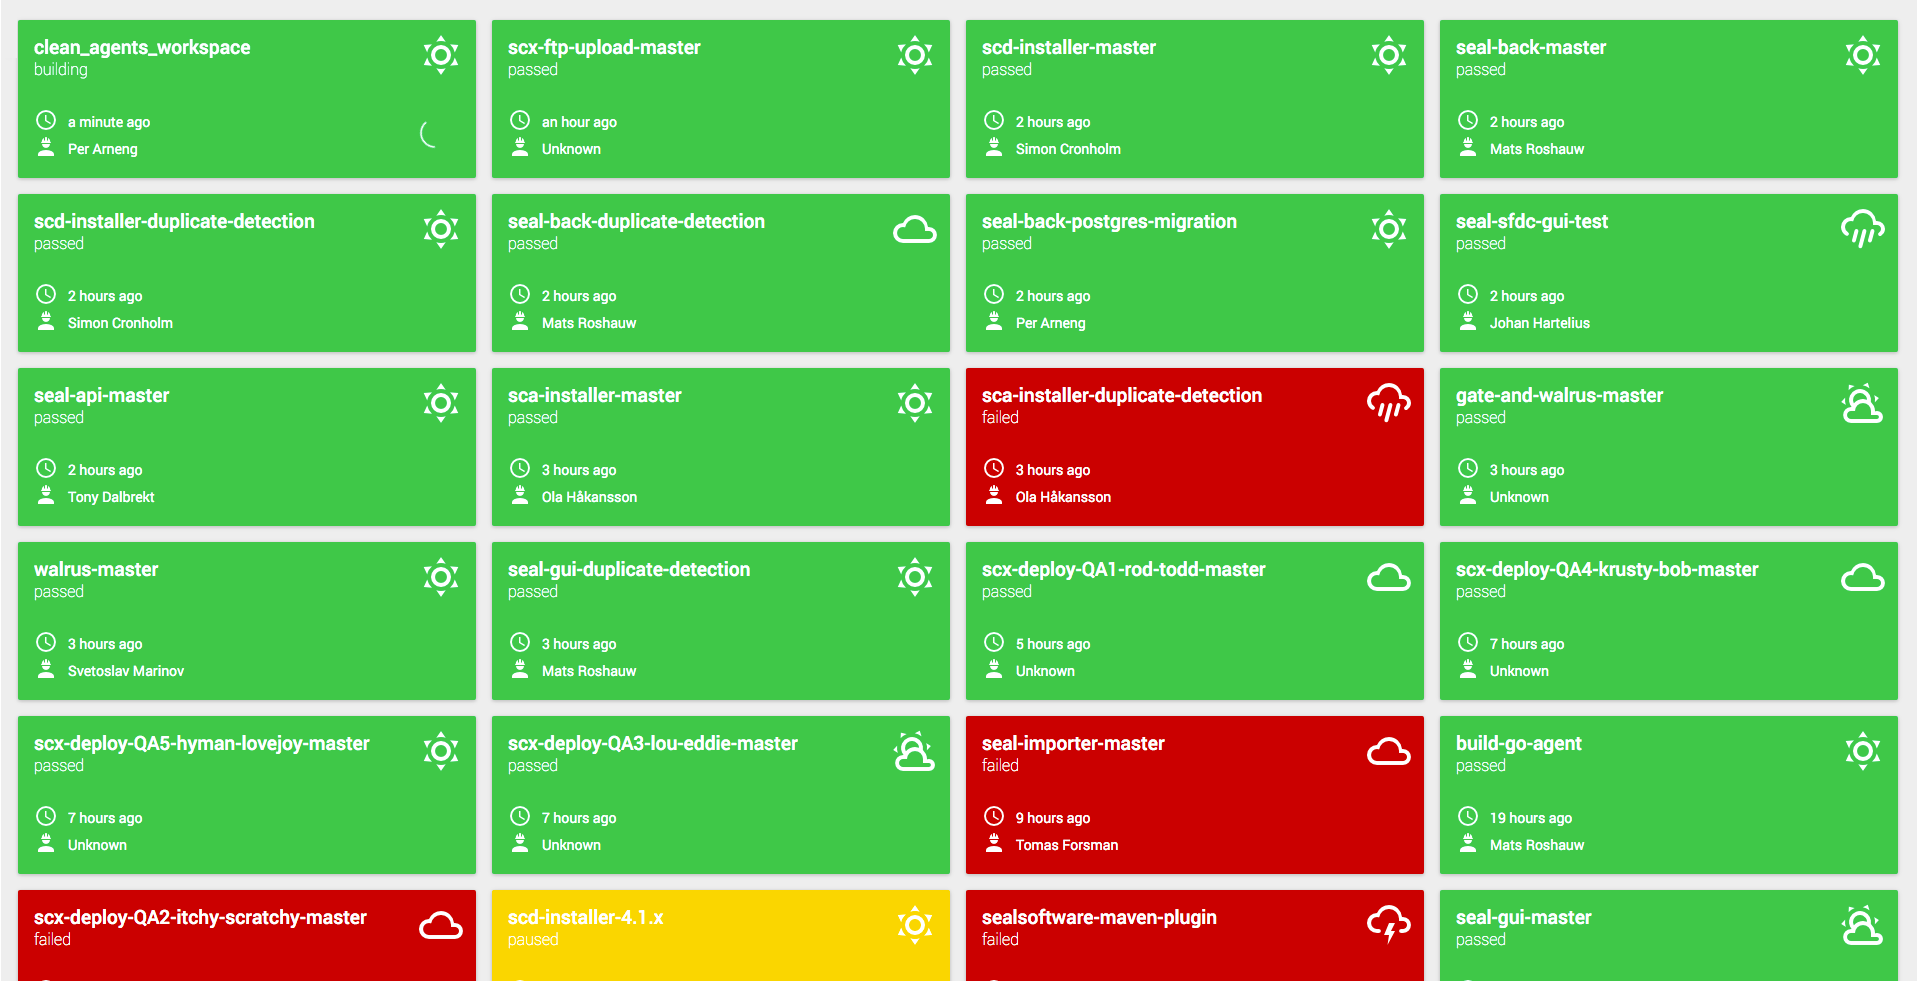 clean_agents_workspace
building
a minute ago
Per Arneng
scx-ftp-upload-master
passed
an hour ago
Unknown
scd-installer-master
passed
2 hours ago
Simon Cronholm
seal-back-master
passed
2 hours ago
Mats Roshauw
scd-installer-duplicate-detection
passed
2 hours ago
Simon Cronholm
seal-back-duplicate-detection
passed
2 hours ago
Mats Roshauw
seal-back-postgres-migration
passed
2 hours ago
Per Arneng
seal-sfdc-gui-test
passed
2 hours ago
Johan Hartelius
seal-api-master
passed
2 hours ago
Tony Dalbrekt
sca-installer-master
passed
3 hours ago
Ola Håkansson
sca-installer-duplicate-detection
failed
3 hours ago
Ola Håkansson
gate-and-walrus-master
passed
3 hours ago
Unknown
walrus-master
passed
3 hours ago
Svetoslav Marinov
seal-gui-duplicate-detection
passed
3 hours ago
Mats Roshauw
scx-deploy-QA1-rod-todd-master
passed
5 hours ago
Unknown
scx-deploy-QA4-krusty-bob-master
passed
7 hours ago
Unknown
scx-deploy-QA5-hyman-lovejoy-master
passed
7 hours ago
Unknown
scx-deploy-QA3-lou-eddie-master
passed
7 hours ago
Unknown
seal-importer-master
failed
9 hours ago
Tomas Forsman
build-go-agent
passed
19 hours ago
Mats Roshauw
scx-deploy-QA2-itchy-scratchy-master
failed
scd-installer-4.1.x
paused
sealsoftware-maven-plugin
failed
seal-gui-master
passed